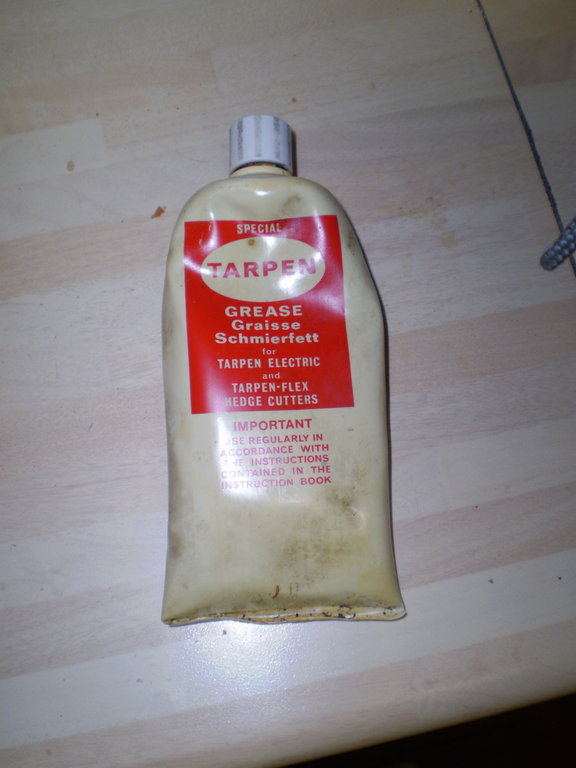 SPECIAL
TARPEN
GREASE
Graisse
Schmierfett
for
TARPEN ELECTRIC
and
TARPEN-FLEX
HEDGE CUTTERS
IMPORTANT
USE REGULARLY IN
ACCORDANCE WITH
THE INSTRUCTIONS
CONTAINED IN THE
INSTRUCTION BOOK